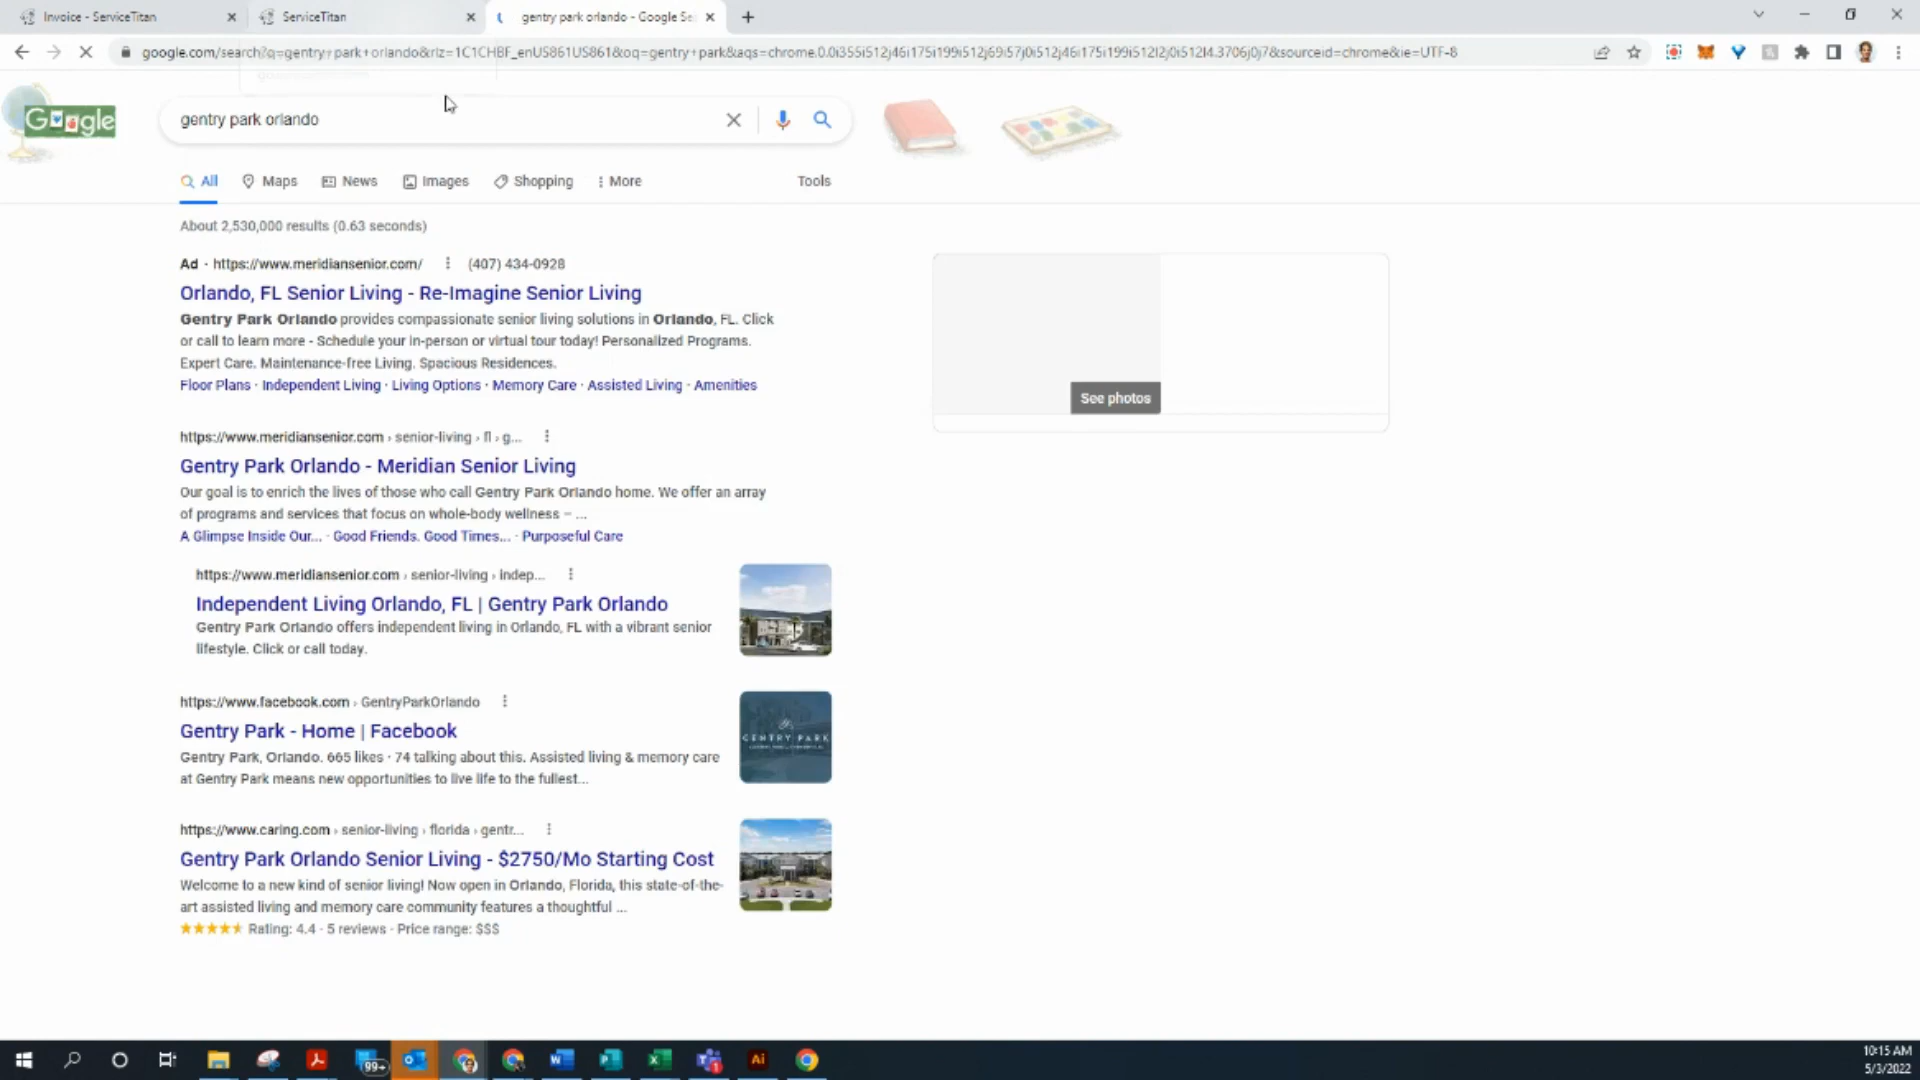 Invoice - ServiceTitan
ServiceTitan
gentry park orlando - Google Se
google.com/search?q=gentry+park+orlando&rlz=1C1CHBF_enUS861US861&oq=gentry+park&aqs=chrome.0.0i355i512j46i175i199i512j69i57j0i512j46i175i199i512l2j0i512l4.3706j0j7&sourceid=chrome&ie=UTF-8
Google
gentry park orlando
All
Maps
News
Images
Shopping
More
Tools
About 2,530,000 results (0.63 seconds)
Ad · https://www.meridiansenior.com/ (407) 434-0928
Orlando, FL Senior Living - Re-Imagine Senior Living
Gentry Park Orlando provides compassionate senior living solutions in Orlando, FL. Click
or call to learn more - Schedule your in-person or virtual tour today! Personalized Programs.
Expert Care. Maintenance-free Living. Spacious Residences.
Floor Plans · Independent Living · Living Options · Memory Care · Assisted Living · Amenities
See photos
https://www.meridiansenior.com › senior-living › fl › g...
Gentry Park Orlando - Meridian Senior Living
Our goal is to enrich the lives of those who call Gentry Park Orlando home. We offer an array
of programs and services that focus on whole-body wellness – ...
A Glimpse Inside Our... · Good Friends. Good Times... · Purposeful Care
https://www.meridiansenior.com › senior-living › indep...
Independent Living Orlando, FL | Gentry Park Orlando
Gentry Park Orlando offers independent living in Orlando, FL with a vibrant senior
lifestyle. Click or call today.
https://www.facebook.com › GentryParkOrlando
Gentry Park - Home | Facebook
Gentry Park, Orlando. 665 likes · 74 talking about this. Assisted living & memory care
at Gentry Park means new opportunities to live life to the fullest...
GENTRY PARK
https://www.caring.com › senior-living › florida › gentr...
Gentry Park Orlando Senior Living - $2750/Mo Starting Cost
Welcome to a new kind of senior living! Now open in Orlando, Florida, this state-of-the-
art assisted living and memory care community features a thoughtful ...
Rating: 4.4 · 5 reviews · Price range: $$$
99+
Ai
10:15 AM
5/3/2022